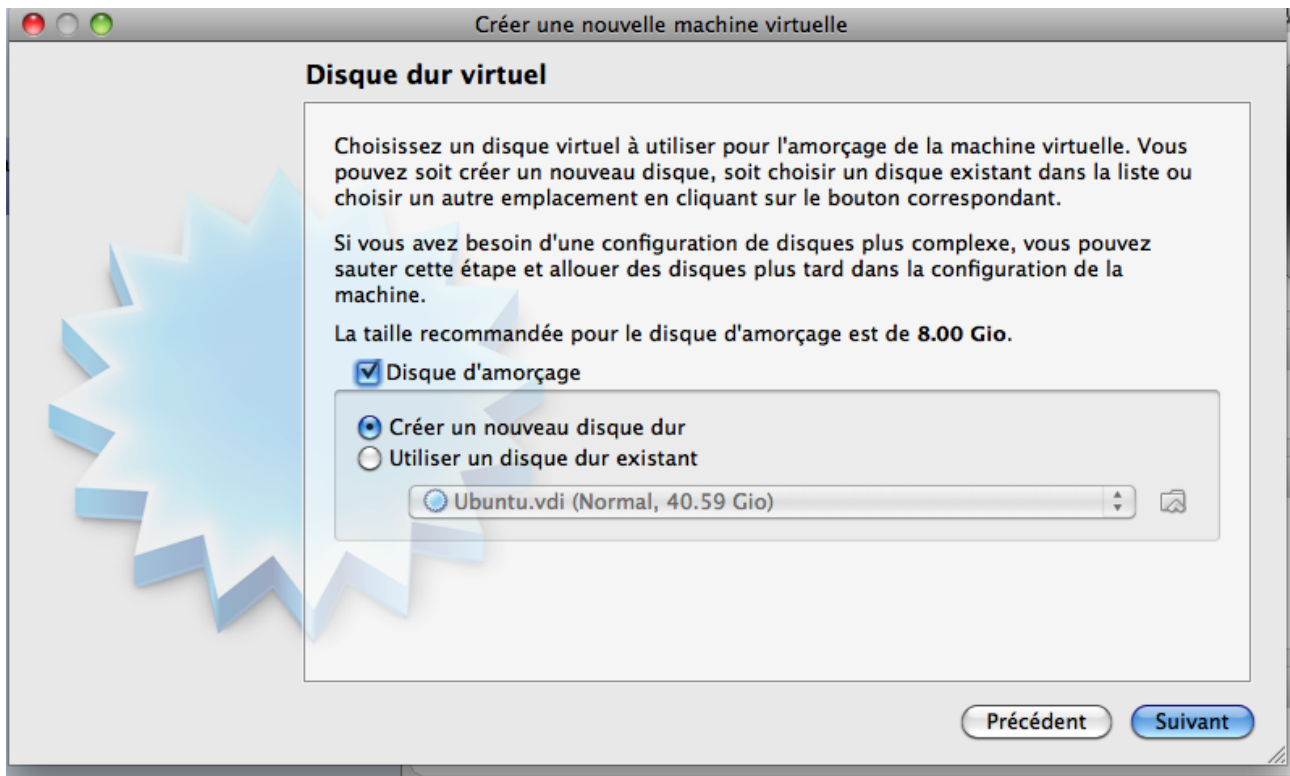 Créer une nouvelle machine virtuelle
Disque dur virtuel
Choisissez un disque virtuel à utiliser pour l'amorçage de la machine virtuelle. Vous
pouvez soit créer un nouveau disque, soit choisir un disque existant dans la liste ou
choisir un autre emplacement en cliquant sur le bouton correspondant.
Si vous avez besoin d'une configuration de disques plus complexe, vous pouvez
sauter cette étape et allouer des disques plus tard dans la configuration de la
machine.
La taille recommandée pour le disque d'amorçage est de 8.00 Gio.
Disque d'amorçage
Créer un nouveau disque dur
Utiliser un disque dur existant
Ubuntu.vdi (Normal, 40.59 Gio)
Précédent Suivant